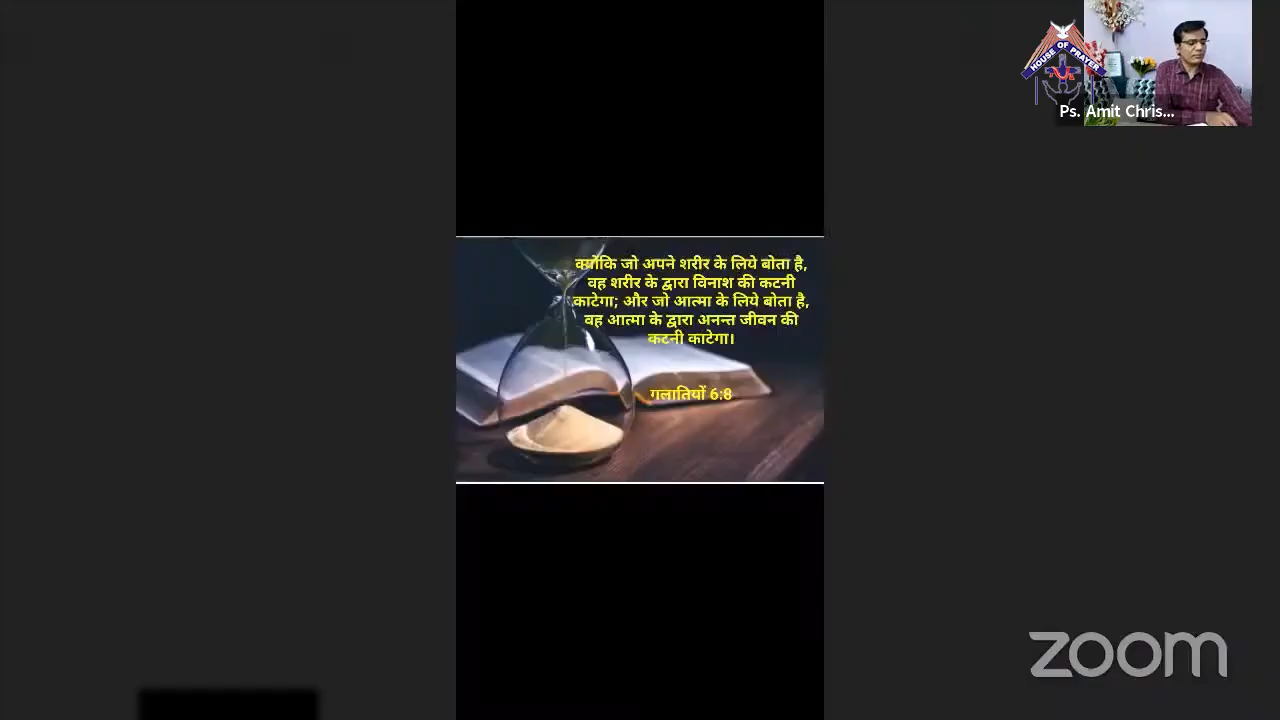 HOUSE OF PRAYER
Ps. Amit Chris...
क्योंकि जो अपने शरीर के लिये बोता है,
वह शरीर के द्वारा विनाश की कटनी
काटेगा; और जो आत्मा के लिये बोता है,
वह आत्मा के द्वारा अनन्त जीवन की
कटनी काटेगा।
गलातियों 6:8
zoom